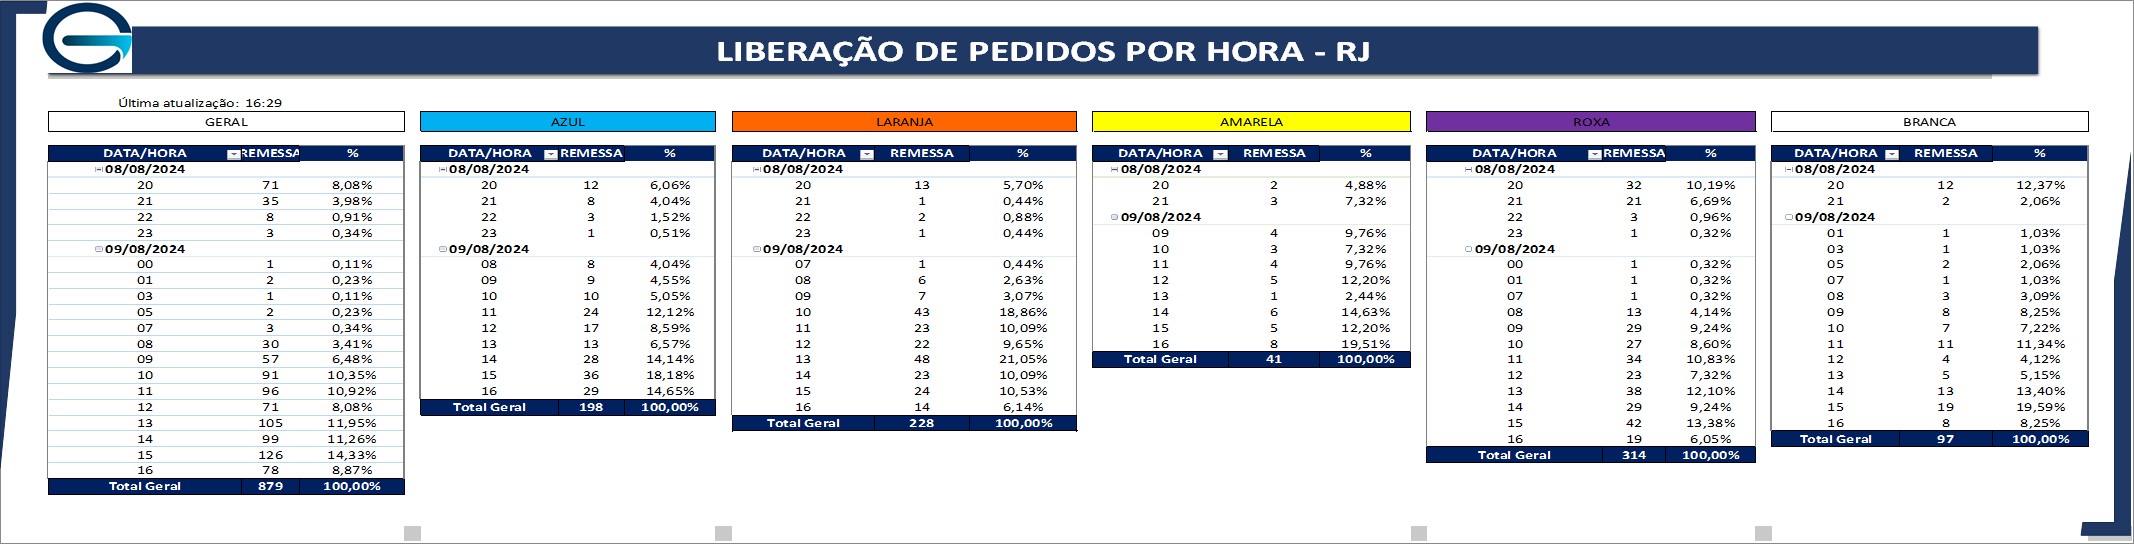 LIBERAÇÃO DE PEDIDOS POR HORA - RJ
Última atualização: 16:29
GERAL
DATA/HORA REMESSA %
08/08/2024
20 71 8,08%
21 35 3,98%
22 8 0,91%
23 3 0,34%
09/08/2024
00 1 0,11%
01 2 0,23%
03 1 0,11%
05 2 0,23%
07 3 0,34%
08 30 3,41%
09 57 6,48%
10 91 10,35%
11 96 10,92%
12 71 8,08%
13 105 11,95%
14 99 11,26%
15 126 14,33%
16 78 8,87%
Total Geral 879 100,00%
AZUL
DATA/HORA REMESSA %
08/08/2024
20 12 6,06%
21 8 4,04%
22 3 1,52%
23 1 0,51%
09/08/2024
08 8 4,04%
09 9 4,55%
10 10 5,05%
11 24 12,12%
12 17 8,59%
13 13 6,57%
14 28 14,14%
15 36 18,18%
16 29 14,65%
Total Geral 198 100,00%
LARANJA
DATA/HORA REMESSA %
08/08/2024
20 13 5,70%
21 1 0,44%
22 2 0,88%
23 1 0,44%
09/08/2024
07 1 0,44%
08 6 2,63%
09 7 3,07%
10 43 18,86%
11 23 10,09%
12 22 9,65%
13 48 21,05%
14 23 10,09%
15 24 10,53%
16 14 6,14%
Total Geral 228 100,00%
AMARELA
DATA/HORA REMESSA %
08/08/2024
20 2 4,88%
21 3 7,32%
09/08/2024
09 4 9,76%
10 3 7,32%
11 4 9,76%
12 5 12,20%
13 1 2,44%
14 6 14,63%
15 5 12,20%
16 8 19,51%
Total Geral 41 100,00%
ROXA
DATA/HORA REMESSA %
08/08/2024
20 32 10,19%
21 21 6,69%
22 3 0,96%
23 1 0,32%
09/08/2024
00 1 0,32%
01 1 0,32%
07 1 0,32%
08 13 4,14%
09 29 9,24%
10 27 8,60%
11 34 10,83%
12 23 7,32%
13 38 12,10%
14 29 9,24%
15 42 13,38%
16 19 6,05%
Total Geral 314 100,00%
BRANCA
DATA/HORA REMESSA %
08/08/2024
20 12 12,37%
21 2 2,06%
09/08/2024
01 1 1,03%
03 1 1,03%
05 2 2,06%
07 1 1,03%
08 3 3,09%
09 8 8,25%
10 7 7,22%
11 11 11,34%
12 4 4,12%
13 5 5,15%
14 13 13,40%
15 19 19,59%
16 8 8,25%
Total Geral 97 100,00%